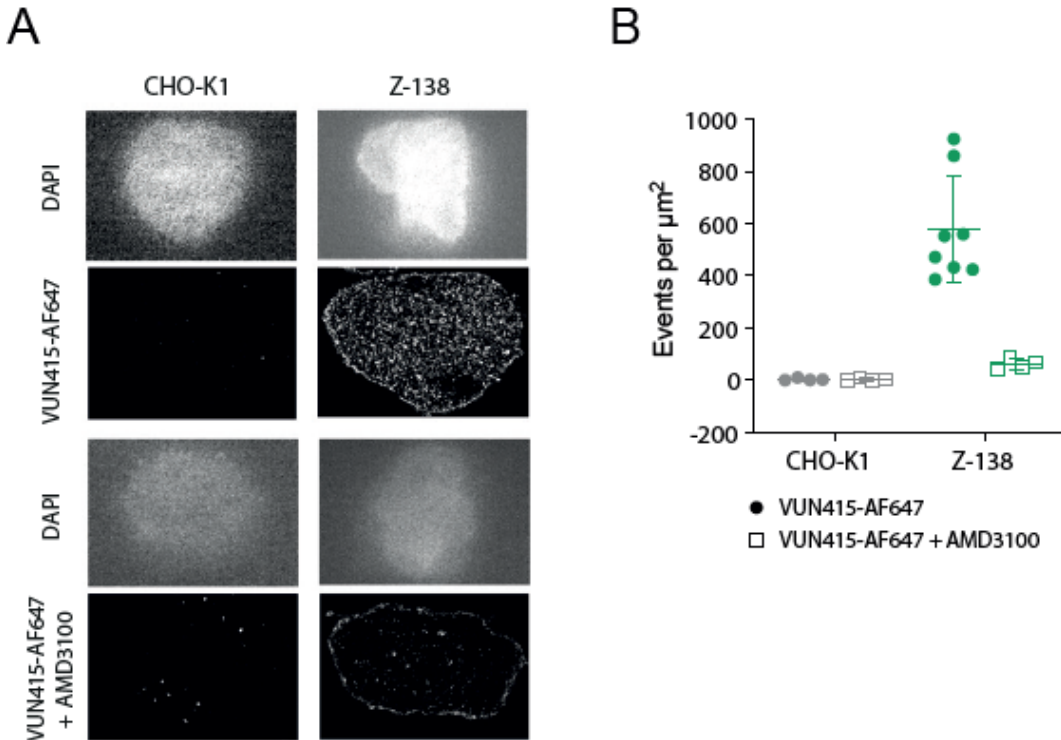 A
CHO-K1
Z-138
DAPI
VUN415-AF647
DAPI
VUN415-AF647
+ AMD3100
B
Events per µm²
1000
800
600
400
200
0
-200
CHO-K1
Z-138
VUN415-AF647
VUN415-AF647 + AMD3100